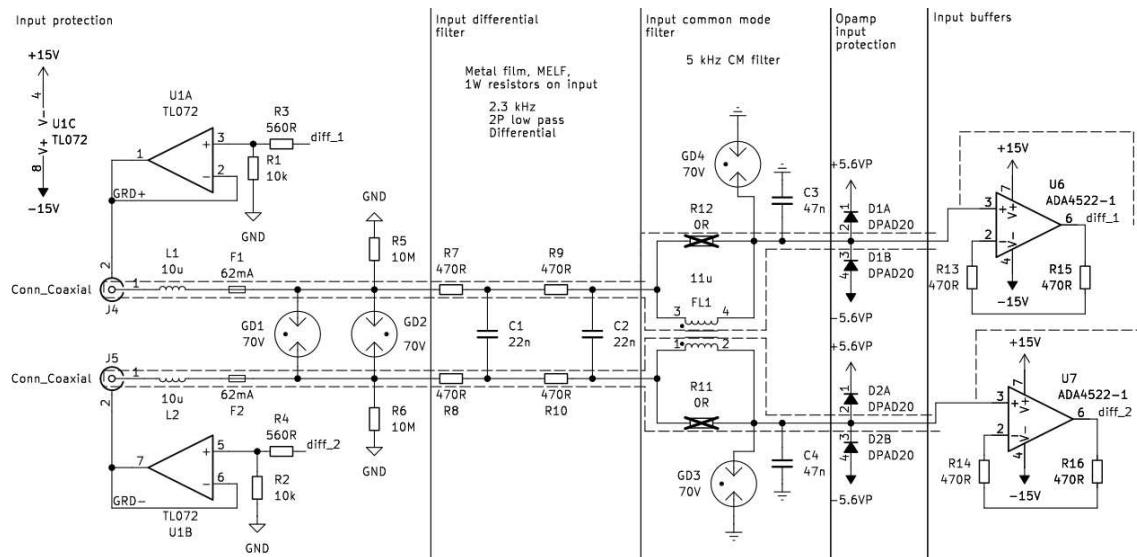 Input protection
Input differential
filter
Input common mode
filter
Opamp
input
protection
Input buffers
+15V
4
V-
U1C
TL072
V+
8
-15V
U1A
TL072
1
3
+
2
-
R3
560R
diff_1
R1
10k
GND
GRD+
Metal film, MELF,
1W resistors on input
2.3 kHz
2P low pass
Differential
5 kHz CM filter
GD4
70V
C3
47n
+5.6VP
1
2
D1A
DPAD20
3
4
D1B
DPAD20
-5.6VP
+15V
7
3
+
V+
2
-
V-
4
-15V
U6
ADA4522-1
6
diff_1
R13
470R
R15
470R
2
Conn_Coaxial
1
J4
L1
10u
F1
62mA
GND
R5
10M
R7
470R
R9
470R
R12
0R
11u
FL1
3
4
1
2
GD1
70V
GD2
70V
C1
22n
C2
22n
J5
Conn_Coaxial
1
2
10u
L2
62mA
F2
R6
10M
GND
470R
R8
470R
R10
R11
0R
GD3
70V
C4
47n
+5.6VP
1
2
D2A
DPAD20
3
4
D2B
DPAD20
-5.6VP
+15V
7
3
+
V+
2
-
V-
4
-15V
U7
ADA4522-1
6
diff_2
R14
470R
R16
470R
R4
560R
diff_2
7
5
+
6
-
R2
10k
GND
GRD-
TL072
U1B